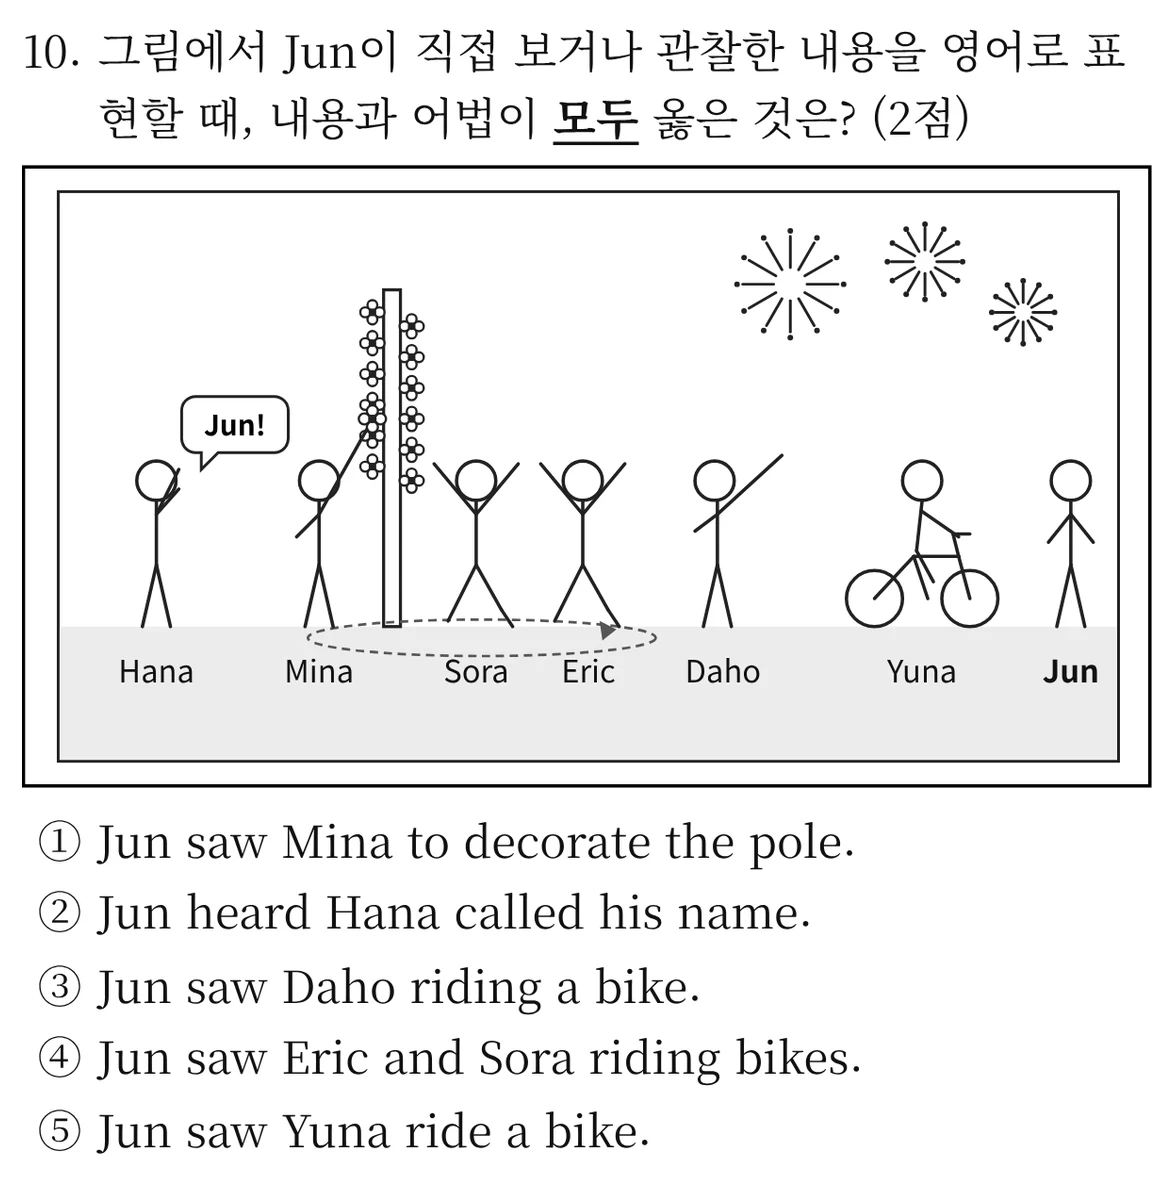 10. 그림에서 Jun이 직접 보거나 관찰한 내용을 영어로 표
현할 때, 내용과 어법이 모두 옳은 것은? (2점)
Jun!
Hana Mina Sora Eric Daho Yuna Jun
① Jun saw Mina to decorate the pole.
② Jun heard Hana called his name.
③ Jun saw Daho riding a bike.
④ Jun saw Eric and Sora riding bikes.
⑤ Jun saw Yuna ride a bike.